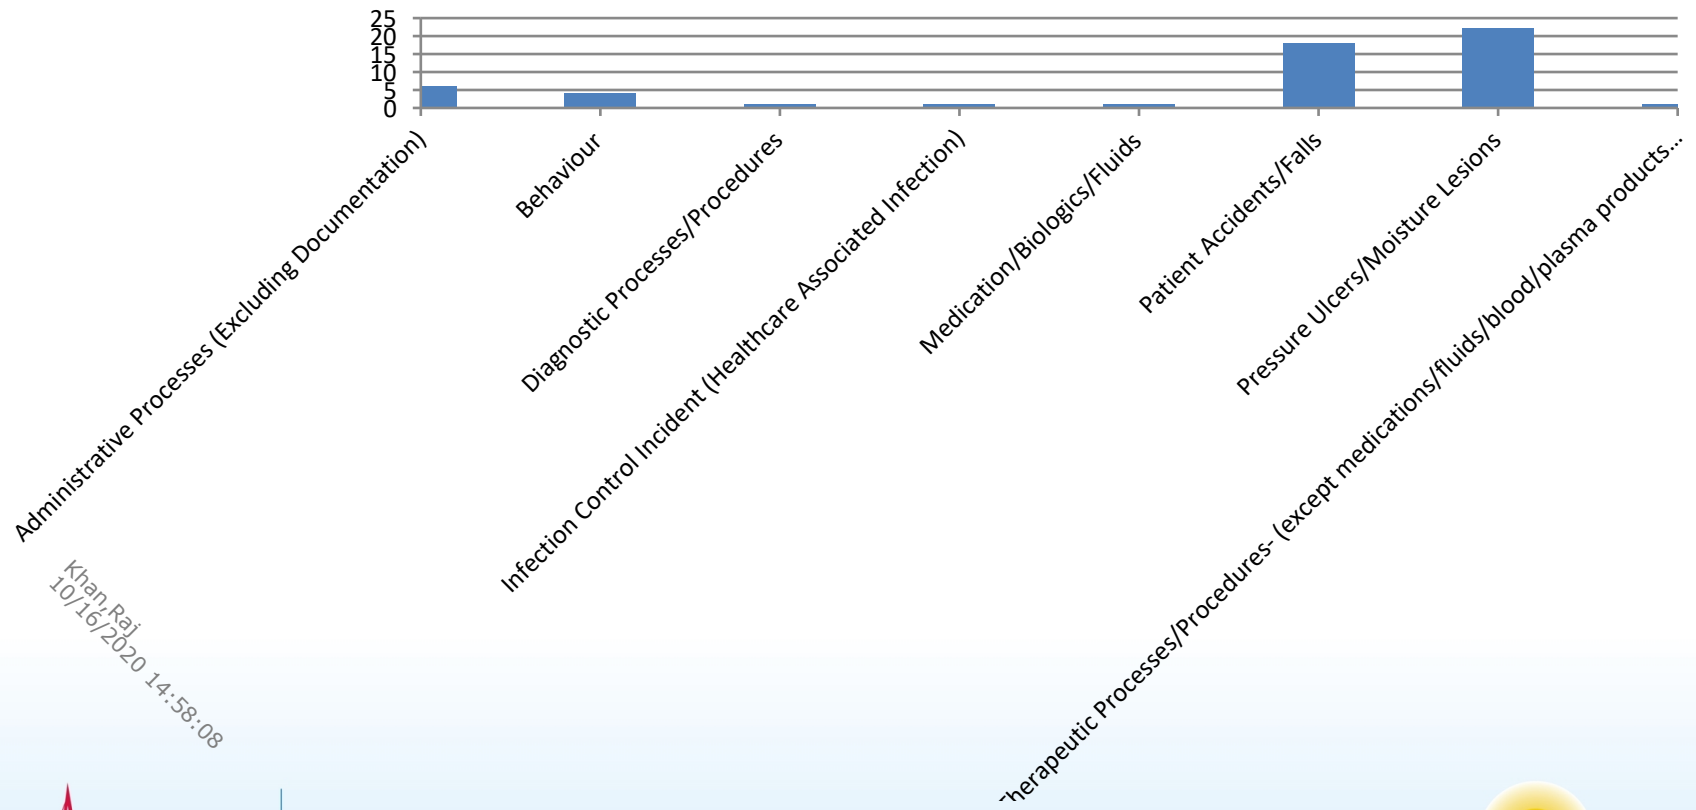 25
20
15
10
5
0
Administrative Processes (Excluding Documentation)
Behaviour
Diagnostic Processes/Procedures
Infection Control Incident (Healthcare Associated Infection)
Medication/Biologics/Fluids
Patient Accidents/Falls
Pressure Ulcers/Moisture Lesions
Therapeutic Processes/Procedures- (except medications/fluids/blood/plasma products...
Khan,Raj
10/16/2020 14:58:08